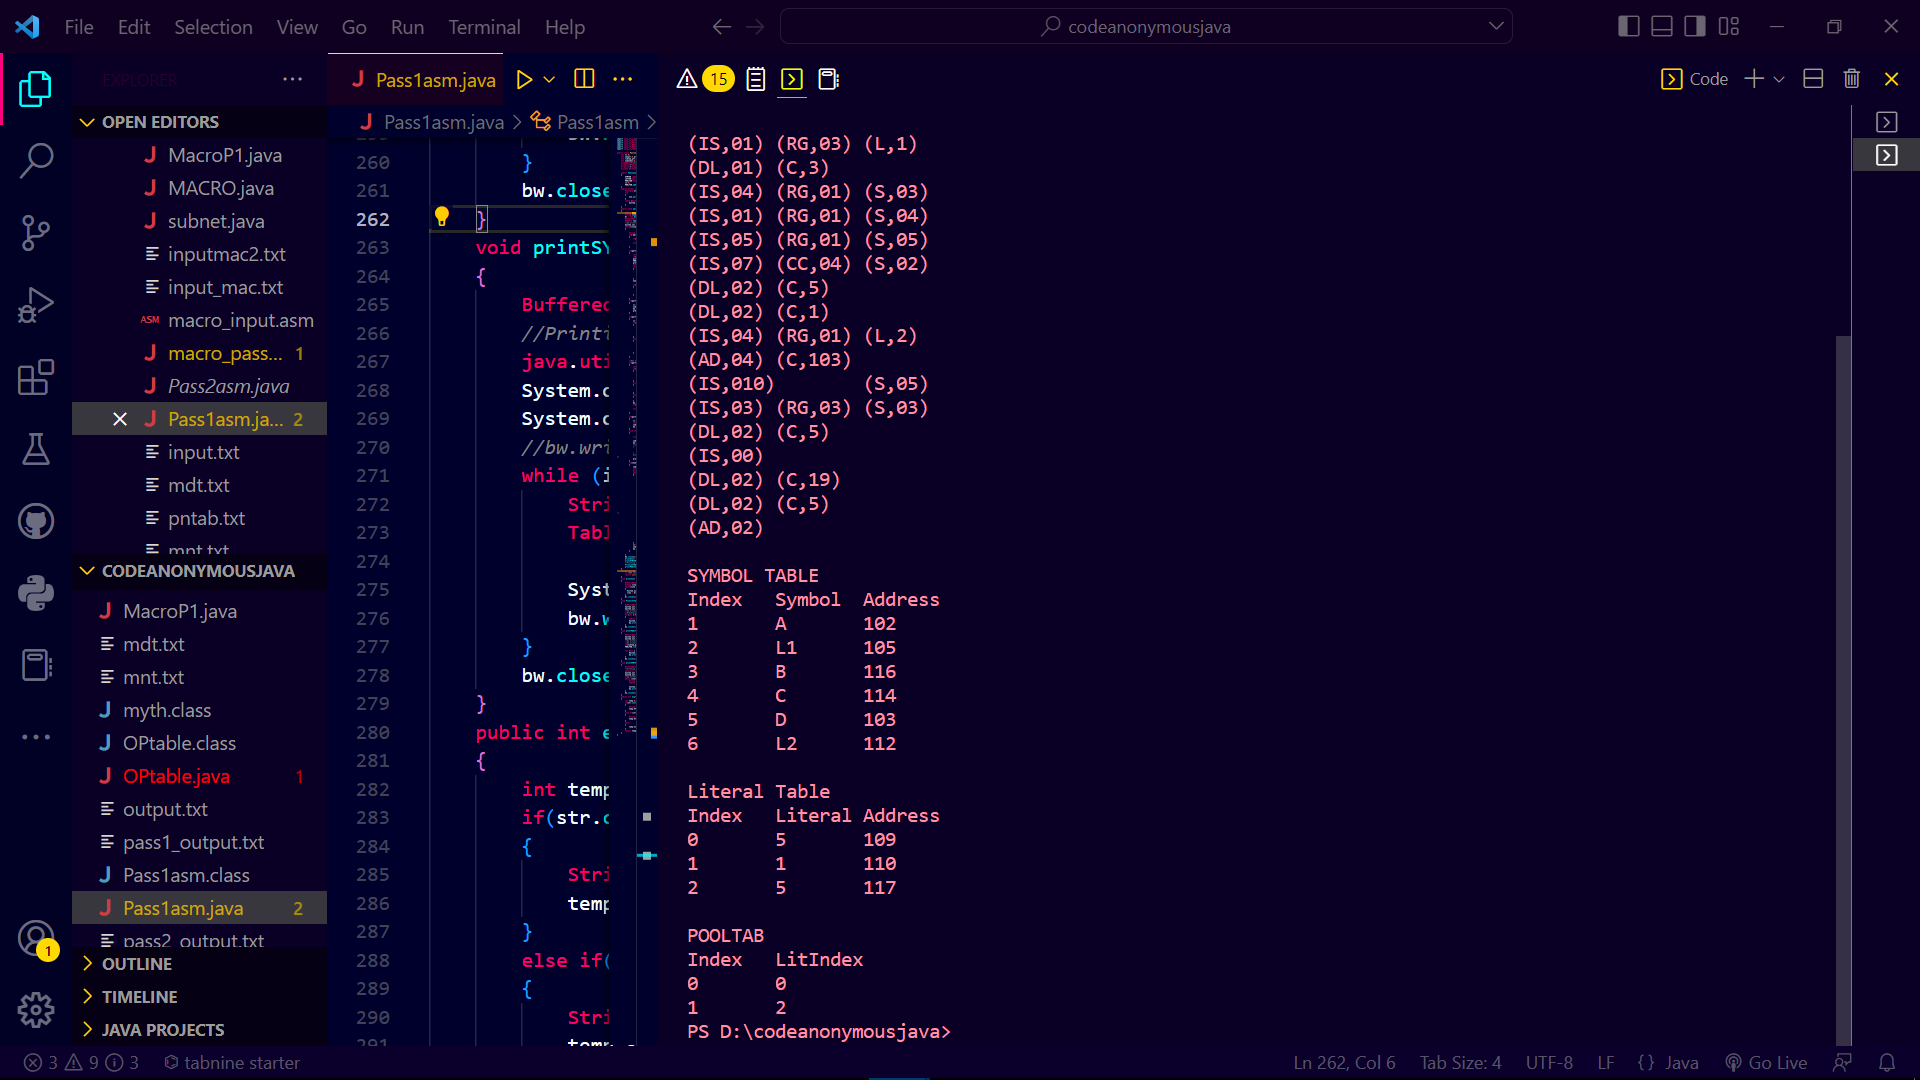 File Edit Selection View Go Run Terminal Help
codeanonymousjava
EXPLORER
OPEN EDITORS
MacroP1.java
MACRO.java
subnet.java
inputmac2.txt
input_mac.txt
ASM macro_input.asm
macro_pass... 1
Pass2asm.java
Pass1asm.ja... 2
input.txt
mdt.txt
pntab.txt
mnt.txt
CODEANONYMOUSJAVA
MacroP1.java
mdt.txt
mnt.txt
myth.class
OPtable.class
OPtable.java 1
output.txt
pass1_output.txt
Pass1asm.class
Pass1asm.java 2
pass2_output.txt
OUTLINE
TIMELINE
JAVA PROJECTS
1
Pass1asm.java
Pass1asm.java > Pass1asm >
260 }
261 bw.close
262 }
263 void printSY
264 {
265 Buffered
266 //Printi
267 java.uti
268 System.o
269 System.o
270 //bw.wri
271 while (i
272 Stri
273 Tabl
274
275 Syst
276 bw.w
277 }
278 bw.close
279 }
280 public int e
281 {
282 int temp
283 if(str.c
284 {
285 Stri
286 temp
287 }
288 else if(
289 {
290 Stri
291 temp
15
Code
(IS,01) (RG,03) (L,1)
(DL,01) (C,3)
(IS,04) (RG,01) (S,03)
(IS,01) (RG,01) (S,04)
(IS,05) (RG,01) (S,05)
(IS,07) (CC,04) (S,02)
(DL,02) (C,5)
(DL,02) (C,1)
(IS,04) (RG,01) (L,2)
(AD,04) (C,103)
(IS,010) (S,05)
(IS,03) (RG,03) (S,03)
(DL,02) (C,5)
(IS,00)
(DL,02) (C,19)
(DL,02) (C,5)
(AD,02)
SYMBOL TABLE
Index Symbol Address
1 A 102
2 L1 105
3 B 116
4 C 114
5 D 103
6 L2 112
Literal Table
Index Literal Address
0 5 109
1 1 110
2 5 117
POOLTAB
Index LitIndex
0 0
1 2
PS D:\codeanonymousjava>
3 9 3 tabnine starter
Ln 262, Col 6 Tab Size: 4 UTF-8 LF {} Java Go Live